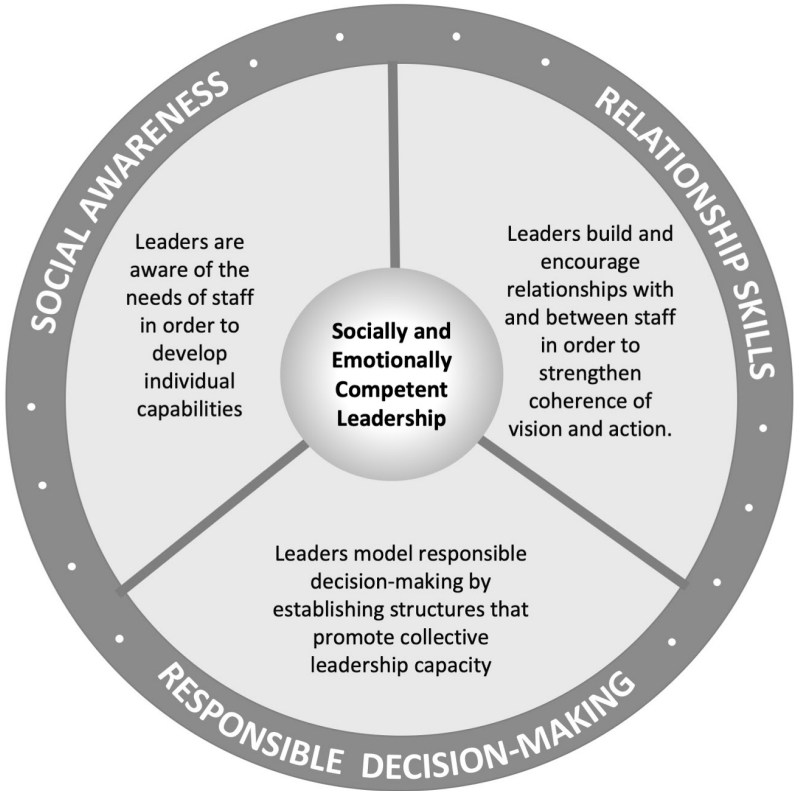 SOCIAL AWARENESS
Leaders are
aware of the
needs of staff
in order to
develop
individual
capabilities
RELATIONSHIP SKILLS
Leaders build and
encourage
relationships with
and between staff
in order to
strengthen
coherence of
vision and action.
Socially and
Emotionally
Competent
Leadership
Leaders model responsible
decision-making by
establishing structures that
promote collective
leadership capacity
RESPONSIBLE DECISION-MAKING